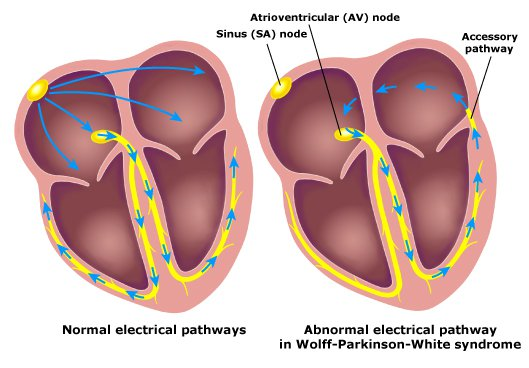 Atrioventricular (AV) node
Sinus (SA) node
Accessory
pathway
Normal electrical pathways
Abnormal electrical pathway
in Wolff-Parkinson-White syndrome